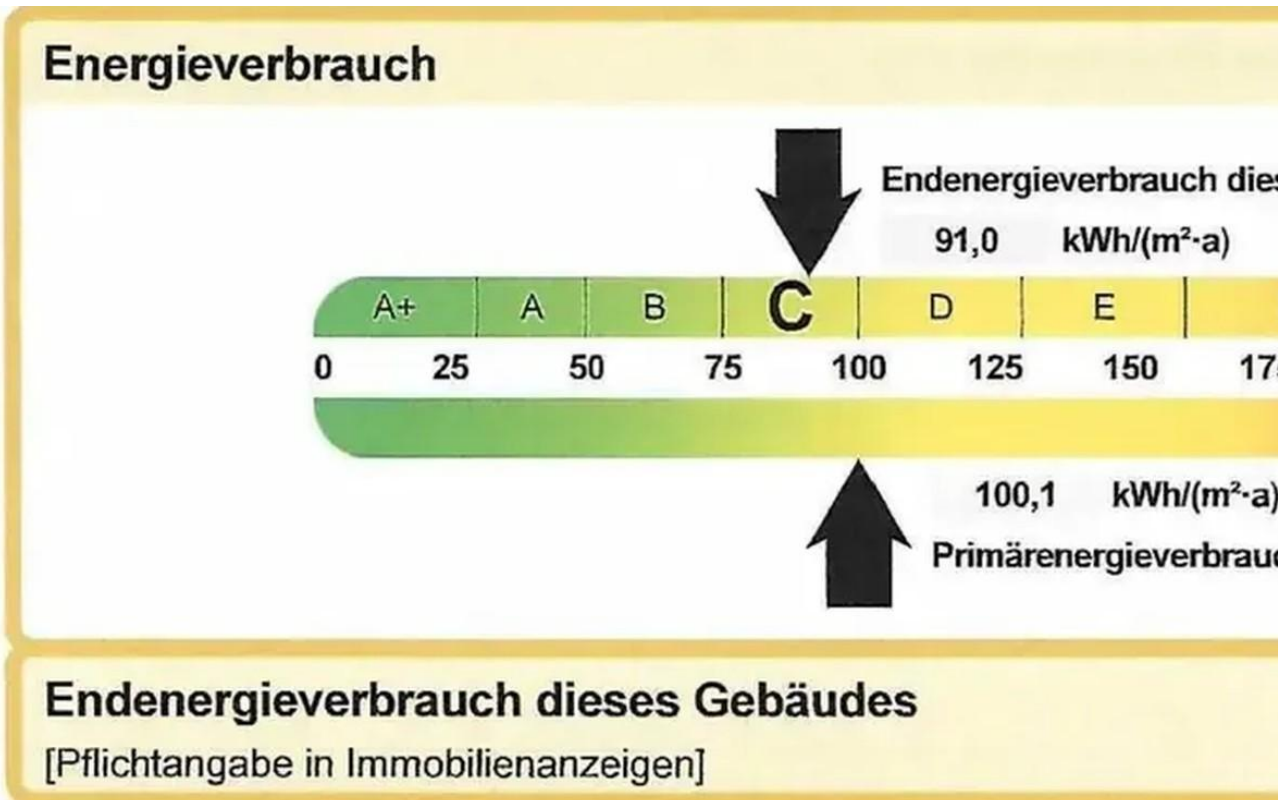 Energieverbrauch
Endenergieverbrauch
91,0 kWh/(m²·a)
A+ A B C D E
0 25 50 75 100 125 150
100,1 kWh/(m²·a)
Endenergieverbrauch dieses Gebäudes
[Pflichtangabe in Immobilienanzeigen]